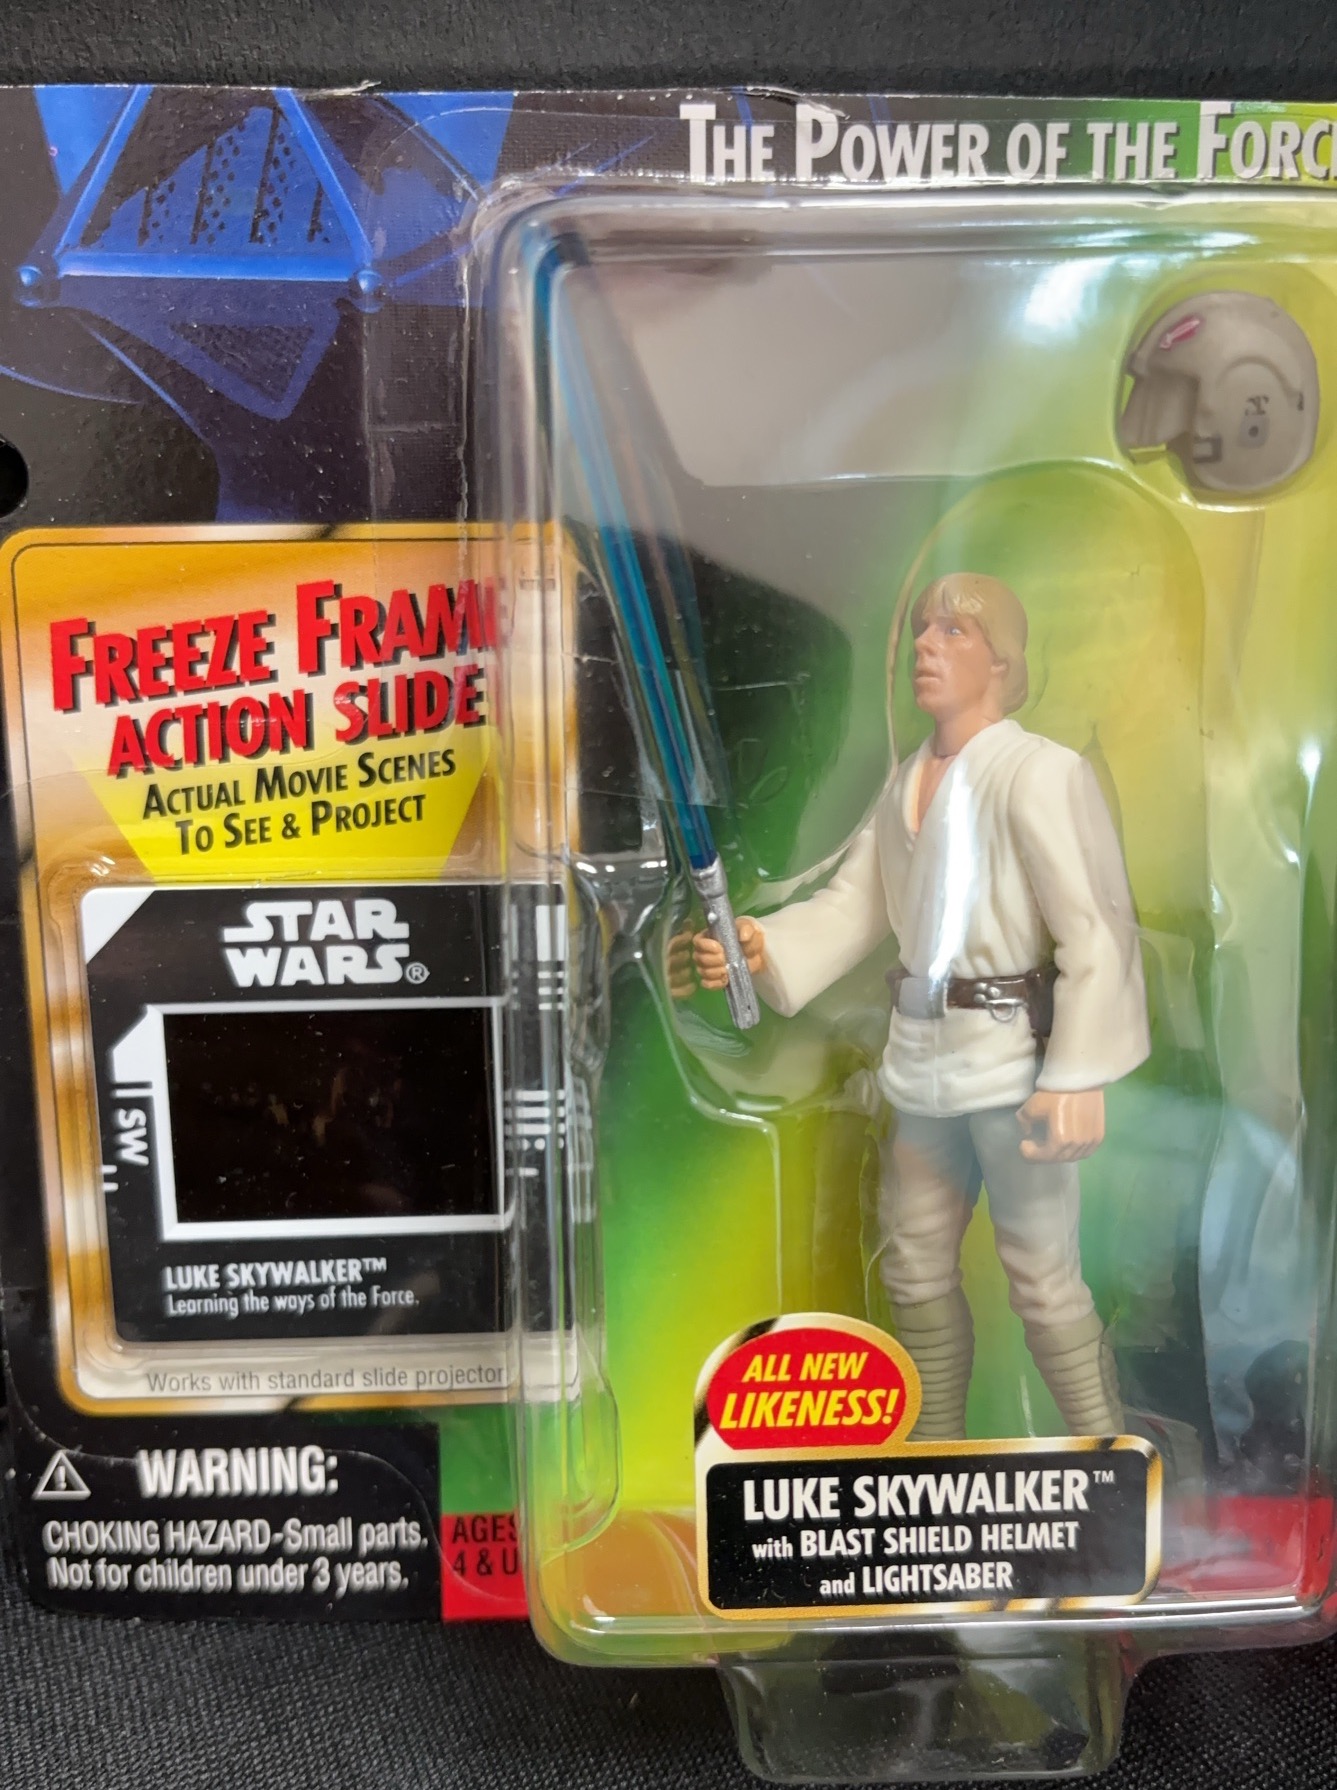 THE POWER OF THE FORC
FREEZE FRAM
ACTION SLIDE
ACTUAL MOVIE SCENES
TO SEE & PROJECT
STAR
WARS®
SW
LUKE SKYWALKER™
Learning the ways of the Force.
Works with standard slide projector
ALL NEW
LIKENESS!
LUKE SKYWALKER™
with BLAST SHIELD HELMET
and LIGHTSABER
WARNING:
CHOKING HAZARD-Small parts.
Not for children under 3 years.
AGES
4 & U